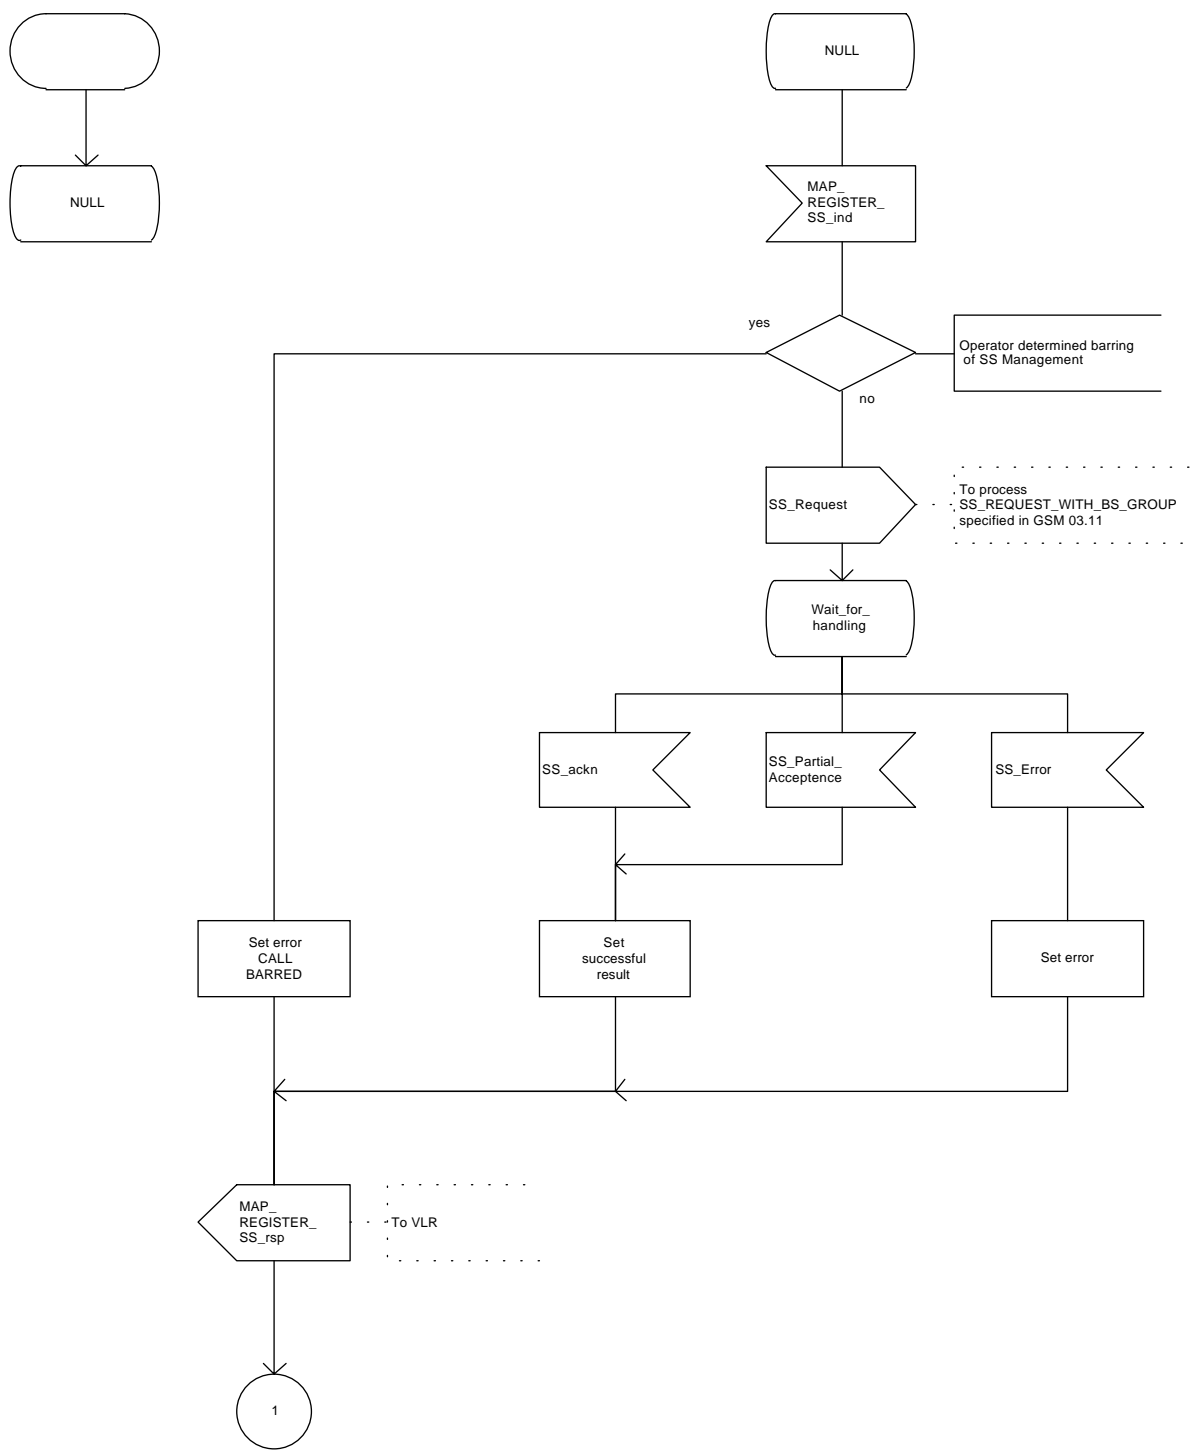 NULL
NULL
MAP_
REGISTER_
SS_ind
yes
Operator determined barring
of SS Management
no
SS_Request
To process
SS_REQUEST_WITH_BS_GROUP
specified in GSM 03.11
Wait_for_
handling
SS_ackn
SS_Partial_
Acceptence
SS_Error
Set error
CALL
BARRED
Set
successful
result
Set error
MAP_
REGISTER_
SS_rsp
To VLR
1